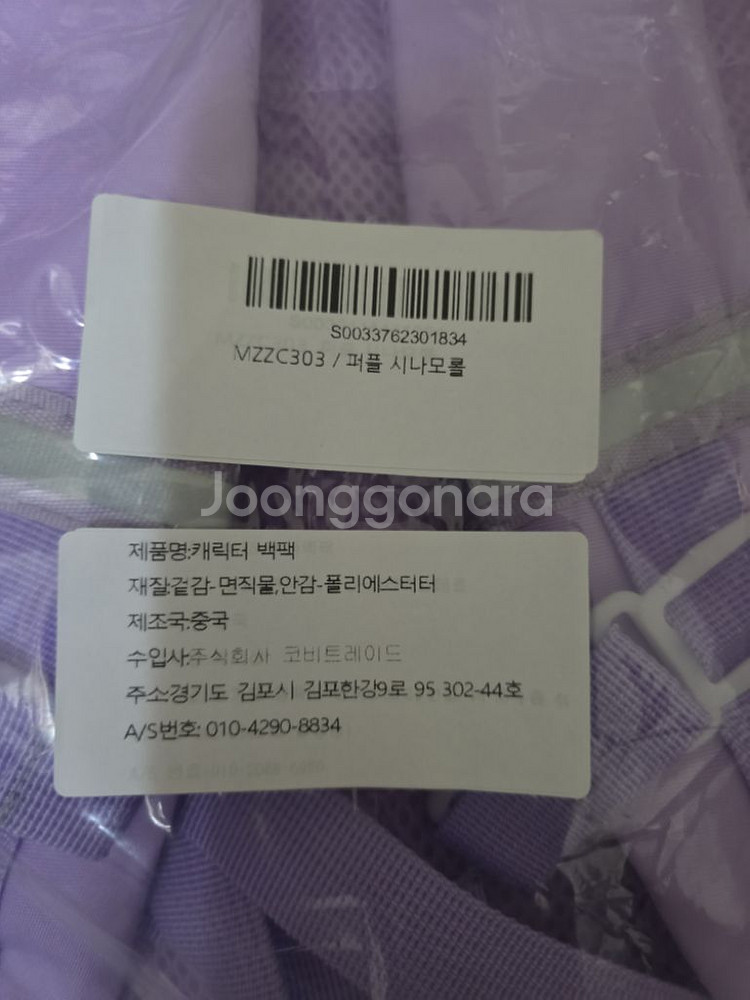 S0033762301834
MZZC303 / 퍼플 시나모롤
Joonggonara
제품명:캐릭터 백팩
재질:겉감-면직물,안감-폴리에스터터
제조국:중국
수입사:주식회사 코비트레이드
주소:경기도 김포시 김포한강9로 95 302-44호
A/S번호: 010-4290-8834